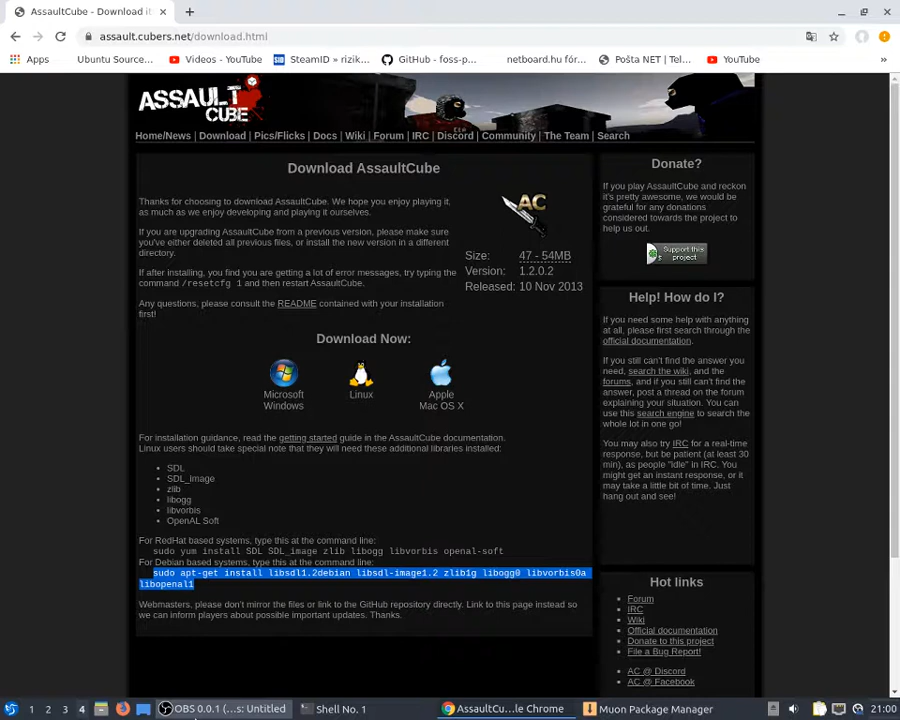 AssaultCube - Download it
assault.cubers.net/download.html
Apps
Ubuntu Sourc...
Videos - YouTube
SteamID » rizik...
GitHub - foss-p...
netboard.hu fór...
Pošta NET | Tel...
YouTube
»
ASSAULT
CUBE
Home/News | Download | Pics/Flicks | Docs | Wiki | Forum | IRC | Discord | Community | The Team | Search
Download AssaultCube
Thanks for choosing to download AssaultCube. We hope you enjoy playing it,
as much as we enjoy developing and playing it ourselves.
If you are upgrading AssaultCube from a previous version, please make sure
you've either deleted all previous files, or install the new version in a different
directory.
If after installing, you find you are getting a lot of error messages, try typing the
command /resetcfg 1 and then restart AssaultCube.
Any questions, please consult the README contained with your installation
first!
AC
Size: 47 - 54MB
Version: 1.2.0.2
Released: 10 Nov 2013
Download Now:
Microsoft
Windows
Linux
Apple
Mac OS X
For installation guidance, read the getting started guide in the AssaultCube documentation.
Linux users should take special note that they will need these additional libraries installed:
• SDL
• SDL_image
• zlib
• libogg
• libvorbis
• OpenAL Soft
For RedHat based systems, type this at the command line:
sudo yum install SDL SDL_image zlib libogg libvorbis openal-soft
For Debian based systems, type this at the command line:
sudo apt-get install libsdl1.2debian libsdl-image1.2 zlib1g libogg0 libvorbis0a
libopenal1
Webmasters, please don't mirror the files or link to the GitHub repository directly. Link to this page instead so
we can inform players about possible important updates. Thanks.
Donate?
If you play AssaultCube and reckon
it's pretty awesome, we would be
grateful for any donations
considered towards the project to
help us out.
Support this
project
Help! How do I?
If you need some help with anything
at all, please first search through the
official documentation.
If you still can't find the answer you
need, search the wiki, and the
forums, and if you still can't find the
answer, post a thread on the forum
explaining your situation. You can
use this search engine to search the
whole lot in one go!
You may also try IRC for a real-time
response, but be patient (at least 30
min), as people "Idle" in IRC. You
might get an instant response, or it
may take a little bit of time. Just
hang out and see!
Hot links
• Forum
• IRC
• Wiki
• Official documentation
• Donate to this project
• File a Bug Report!
• AC @ Discord
• AC @ Facebook
1 2 3 4
OBS 0.0.1 (...s: Untitled
Shell No. 1
AssaultCu...le Chrome
Muon Package Manager
21:00